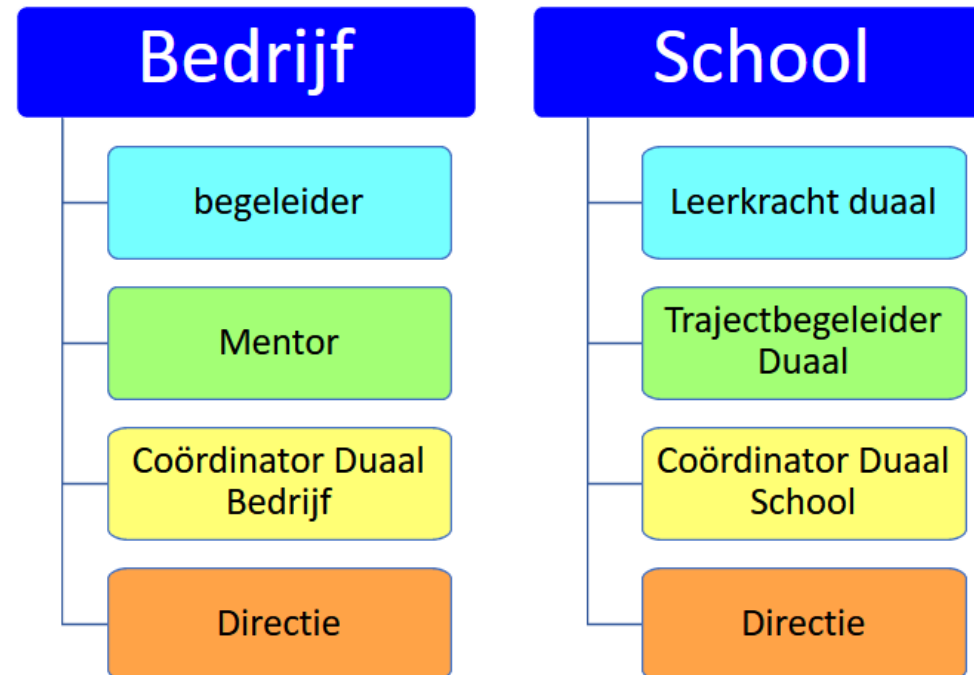 Bedrijf
begeleider
Mentor
Coördinator Duaal
Bedrijf
Directie
School
Leerkracht duaal
Trajectbegeleider
Duaal
Coördinator Duaal
School
Directie